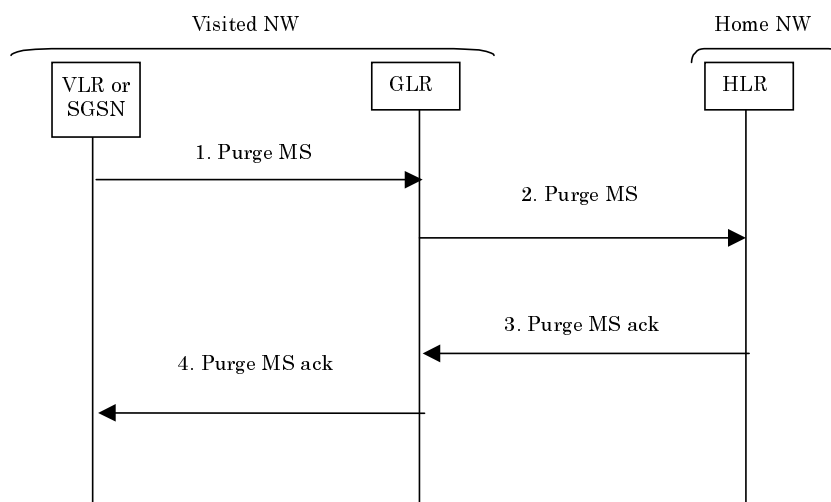 Visited NW
Home NW
VLR or
SGSN
GLR
HLR
1. Purge MS
2. Purge MS
3. Purge MS ack
4. Purge MS ack